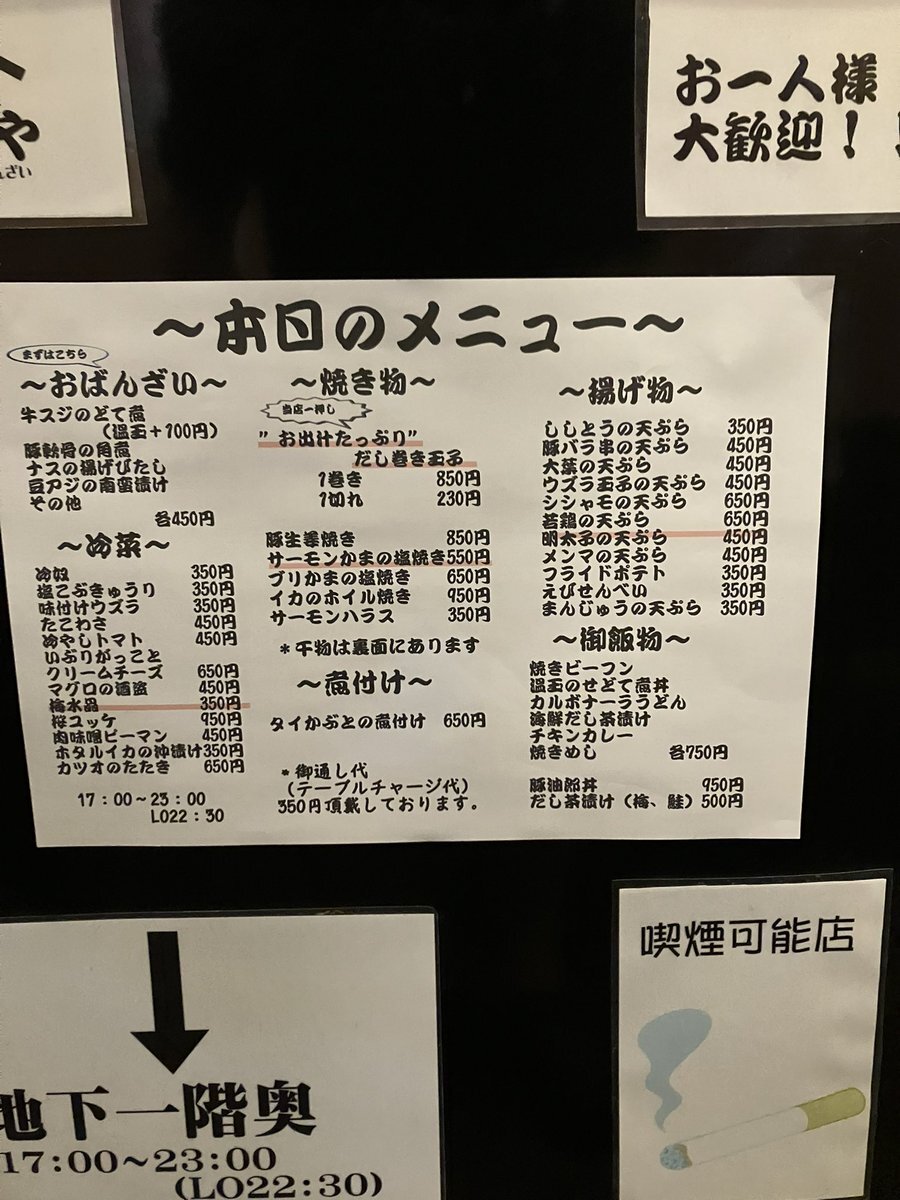 や
んざい
お一人様
大歓迎！
～本日のメニュー～
まずはこちら
～おばんざい～
牛スジのどて煮
(温玉＋100円)
豚軟骨の角煮
ナスの揚げびたし
豆アジの南蛮漬け
その他
各450円
～冷菜～
冷奴 350円
塩こぶきゅうり 350円
味付けウズラ 350円
たこわさ 450円
冷やしトマト 450円
いぶりがっこと
クリームチーズ 650円
マグロの酒盗 450円
梅水晶 350円
桜ユッケ 950円
肉味噌ピーマン 450円
ホタルイカの沖漬け 350円
カツオのたたき 650円
17：00～23：00
LO22：30
～焼き物～
当店一押し
”お出汁たっぷり”
だし巻き玉子
1巻き 850円
1切れ 230円
豚生姜焼き 850円
サーモンかまの塩焼き 550円
ブリかまの塩焼き 650円
イカのホイル焼き 950円
サーモンハラス 350円
＊干物は裏面にあります
～煮付け～
タイかぶとの煮付け 650円
＊御通し代
(テーブルチャージ代)
350円頂戴しております。
～揚げ物～
ししとうの天ぷら 350円
豚バラ串の天ぷら 450円
大葉の天ぷら 450円
ウズラ玉子の天ぷら 450円
シシャモの天ぷら 650円
若鶏の天ぷら 650円
明太子の天ぷら 450円
メンマの天ぷら 450円
フライドポテト 350円
えびせんべい 350円
まんじゅうの天ぷら 350円
～御飯物～
焼きビーフン
温玉のせどて煮丼
カルボナーラうどん
海鮮だし茶漬け
チキンカレー
焼きめし 各750円
豚油郎丼 950円
だし茶漬け（梅、鮭）500円
地下一階奥
17:00～23:00
(LO22:30)
喫煙可能店